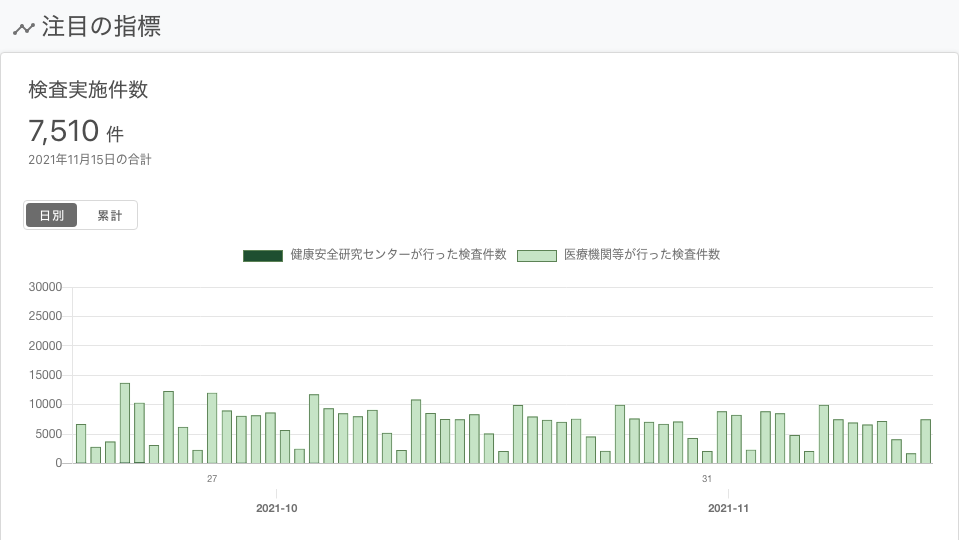 注目の指標
検査実施件数
7,510 件
2021年11月15日の合計
日別 累計
健康安全研究センターが行った検査件数 医療機関等が行った検査件数
30000
25000
20000
15000
10000
5000
0
27 31
2021-10 2021-11